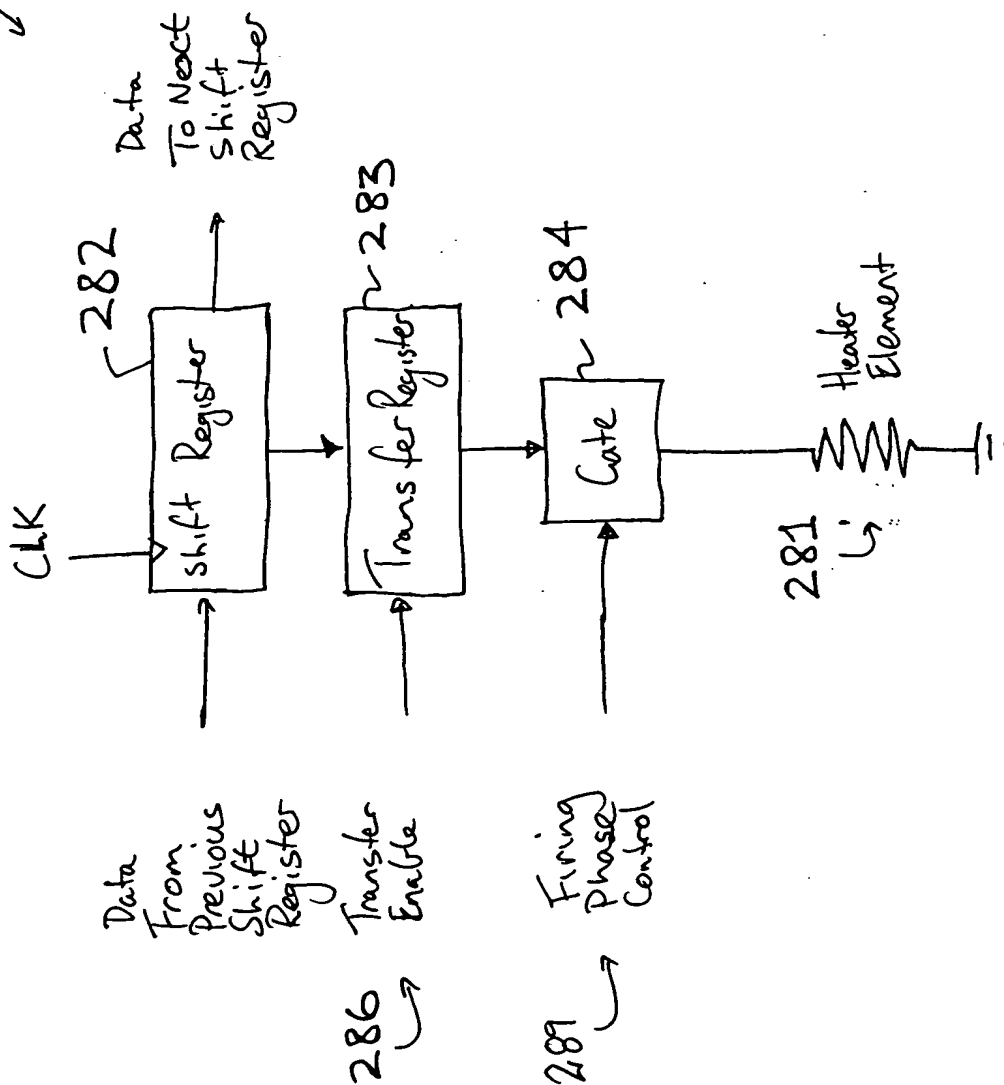 CLK
282
Data
To Next
Shift
Register
Shift Register
Data
From
Previous
Shift
Register
283
Transfer Register
286
Transfer
Enable
284
Gate
289
Firing
Phase
Control
281
Heater
Element